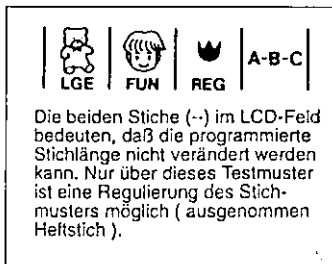 LGE FUN REG A-B-C
Die beiden Stiche (--) im LCD-Feld
bedeuten, daß die programmierte
Stichlänge nicht verändert werden
kann. Nur über dieses Testmuster
ist eine Regulierung des Stich-
musters möglich ( ausgenommen
Heftstich ).